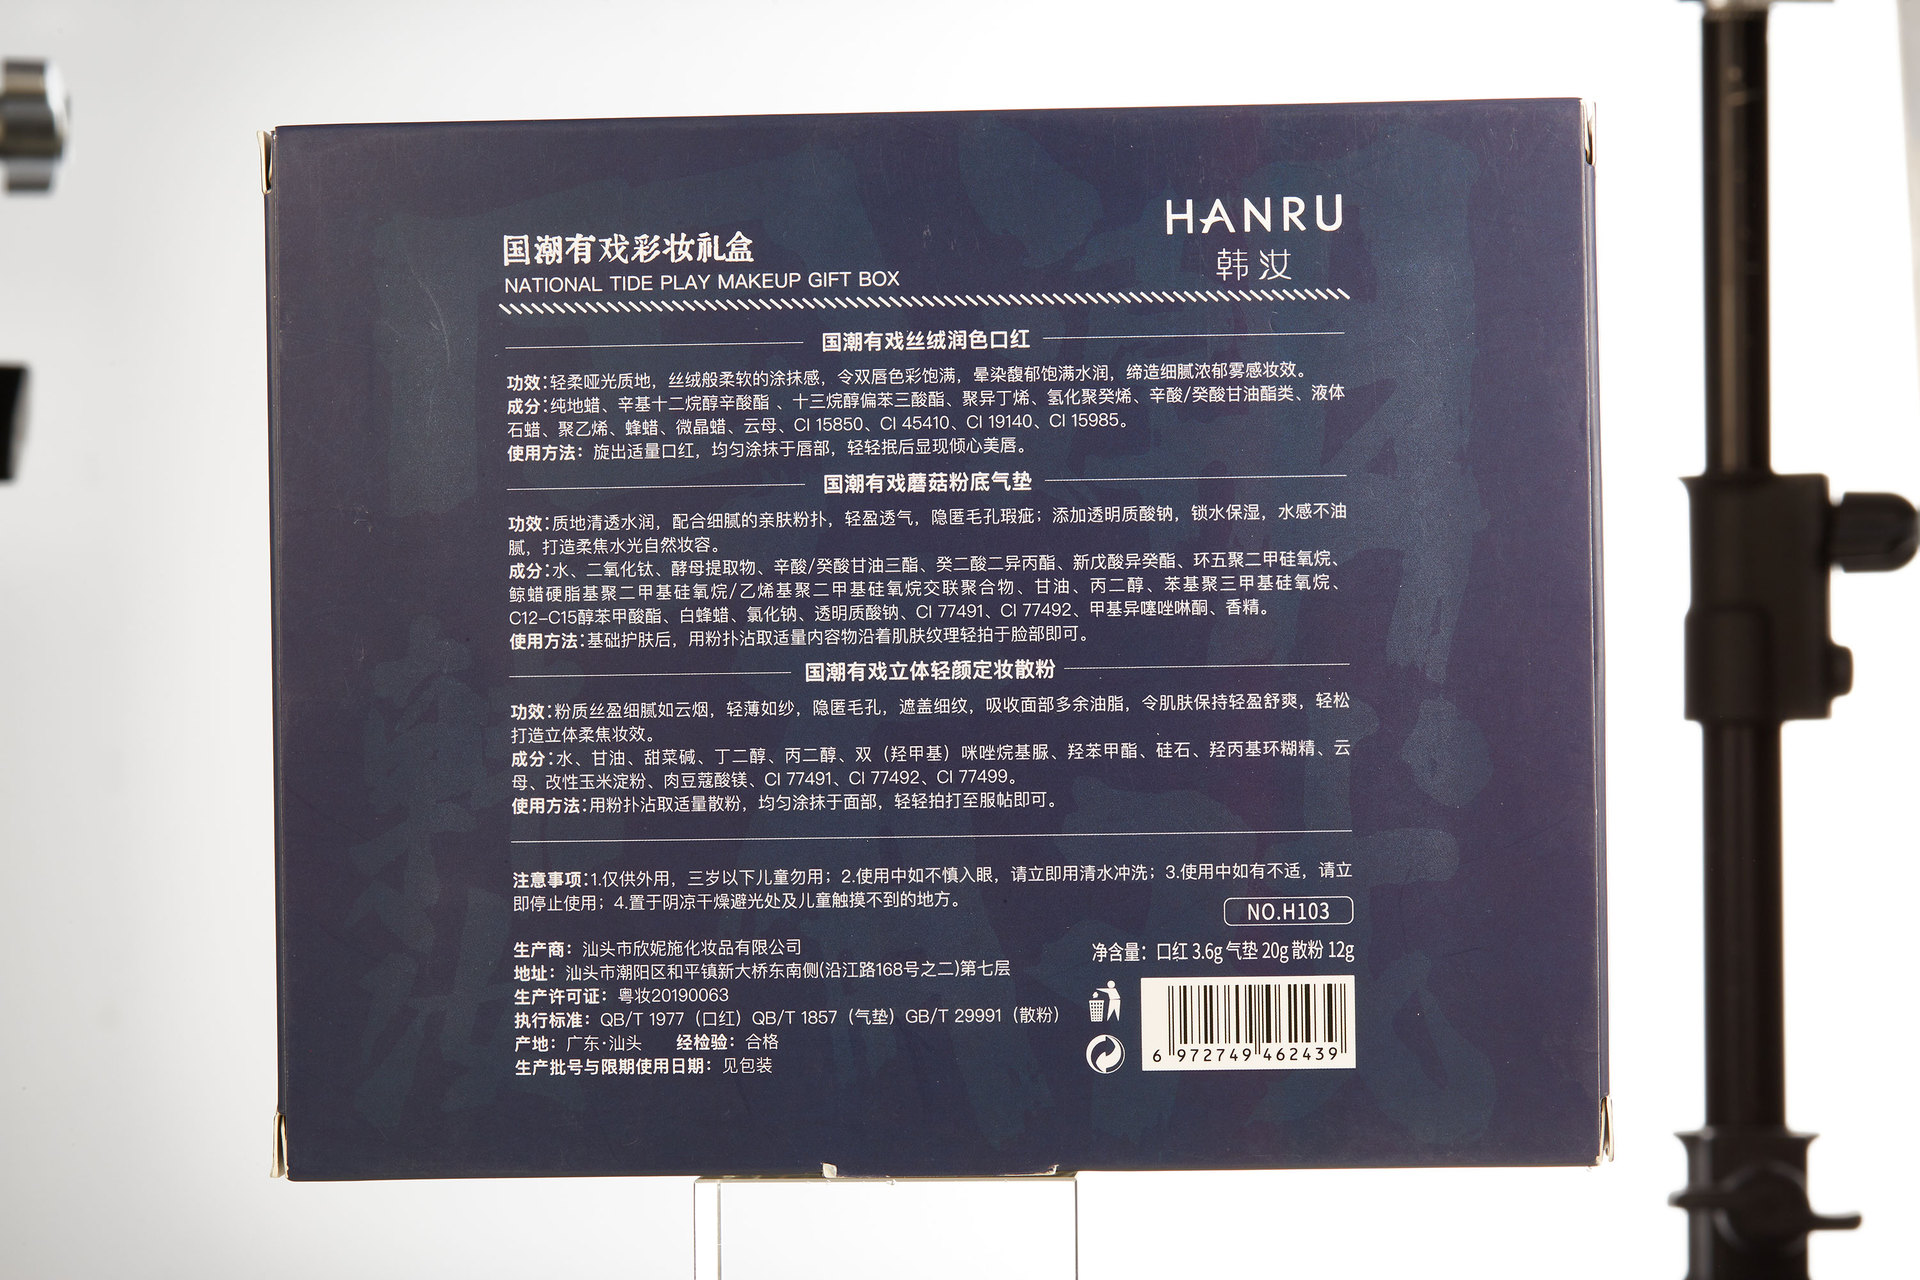 HANRU
韩汝
国潮有戏彩妆礼盒
NATIONAL TIDE PLAY MAKEUP GIFT BOX
国潮有戏丝绒润色口红
功效：轻柔哑光质地，丝绒般柔软的涂抹感，令双唇色彩饱满，晕染馥郁饱满水润，缔造细腻浓郁雾感妆效。
成分：纯地蜡、辛基十二烷醇辛酸酯 、十三烷醇偏苯三酸酯、聚异丁烯、氢化聚癸烯、辛酸/癸酸甘油酯类、液体
石蜡、聚乙烯、蜂蜡、微晶蜡、云母、CI 15850、CI 45410、CI 19140、CI 15985。
使用方法：旋出适量口红，均匀涂抹于唇部，轻轻抿后显现倾心美唇。
国潮有戏蘑菇粉底气垫
功效：质地清透水润，配合细腻的亲肤粉扑，轻盈透气，隐匿毛孔瑕疵；添加透明质酸钠，锁水保湿，水感不油
腻，打造柔焦水光自然妆容。
成分：水、二氧化钛、酵母提取物、辛酸/癸酸甘油三酯、癸二酸二异丙酯、新戊酸异癸酯、环五聚二甲硅氧烷、
鲸蜡硬脂基聚二甲基硅氧烷/乙烯基聚二甲基硅氧烷交联聚合物、甘油、丙二醇、苯基聚三甲基硅氧烷、
C12-C15醇苯甲酸酯、白蜂蜡、氯化钠、透明质酸钠、CI 77491、CI 77492、甲基异噻唑啉酮、香精。
使用方法：基础护肤后，用粉扑沾取适量内容物沿着肌肤纹理轻拍于脸部即可。
国潮有戏立体轻颜定妆散粉
功效：粉质丝盈细腻如云烟，轻薄如纱，隐匿毛孔，遮盖细纹，吸收面部多余油脂，令肌肤保持轻盈舒爽，轻松
打造立体柔焦妆效。
成分：水、甘油、甜菜碱、丁二醇、丙二醇、双（羟甲基）咪唑烷基脲、羟苯甲酯、硅石、羟丙基环糊精、云
母、改性玉米淀粉、肉豆蔻酸镁、CI 77491、CI 77492、CI 77499。
使用方法：用粉扑沾取适量散粉，均匀涂抹于面部，轻轻拍打至服帖即可。
注意事项：1.仅供外用，三岁以下儿童勿用；2.使用中如不慎入眼，请立即用清水冲洗；3.使用中如有不适，请立
即停止使用；4.置于阴凉干燥避光处及儿童触摸不到的地方。
NO.H103
生产商：汕头市欣妮施化妆品有限公司
地址：汕头市潮阳区和平镇新大桥东南侧(沿江路168号之二)第七层
生产许可证：粤妆20190063
执行标准：QB/T 1977（口红）QB/T 1857（气垫）GB/T 29991（散粉）
产地：广东·汕头 经检验：合格
生产批号与限期使用日期：见包装
净含量：口红 3.6g 气垫 20g 散粉 12g
6 972749 462439